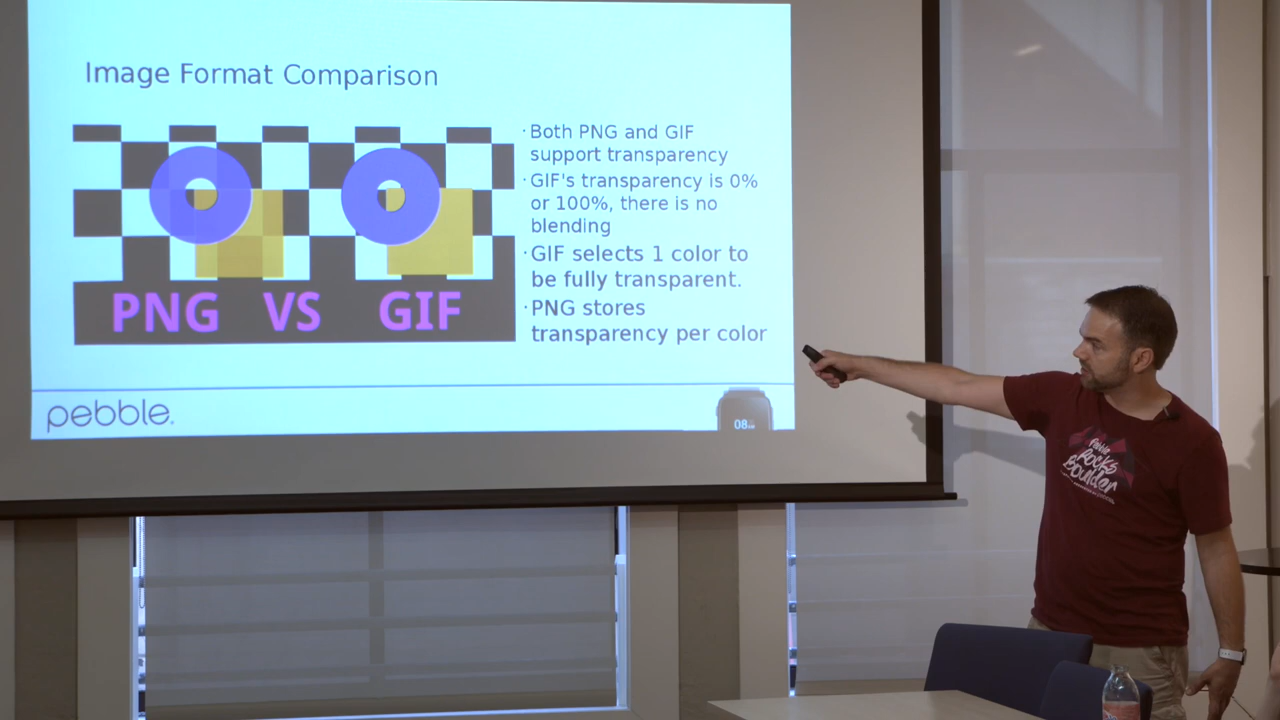 Image Format Comparison
· Both PNG and GIF
support transparency
· GIF's transparency is 0%
or 100%, there is no
blending
· GIF selects 1 color to
be fully transparent.
· PNG stores
transparency per color
PNG VS GIF
pebble.
08
Pebble
Rocks
Boulder